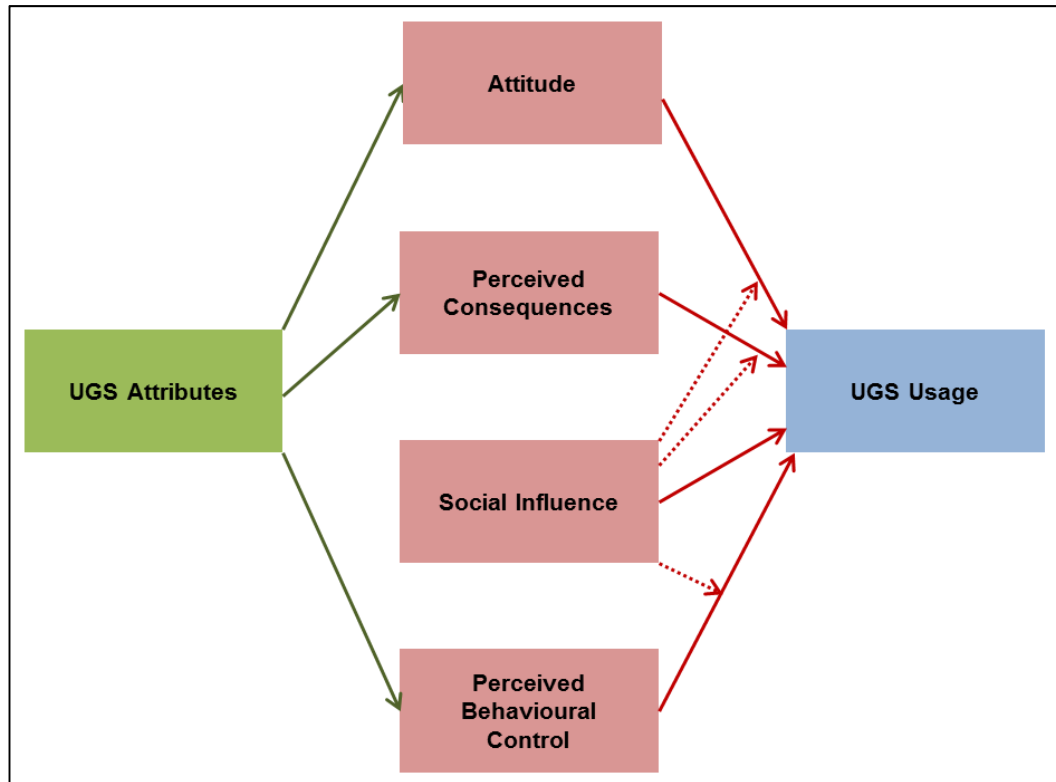 Attitude
Perceived
Consequences
UGS Attributes
UGS Usage
Social Influence
Perceived
Behavioural
Control